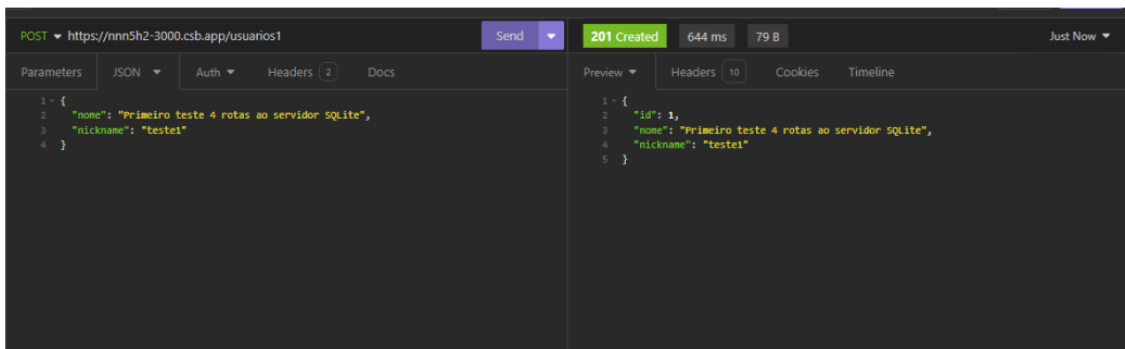 POST https://nnn5h2-3000.csb.app/usuarios1 Send
Parameters JSON Auth Headers 2 Docs
1 {
2 "nome": "Primeiro teste 4 rotas ao servidor SQLite",
3 "nickname": "teste1"
4 }
201 Created 644 ms 79 B Just Now
Preview Headers 10 Cookies Timeline
1 {
2 "id": 1,
3 "nome": "Primeiro teste 4 rotas ao servidor SQLite",
4 "nickname": "teste1"
5 }